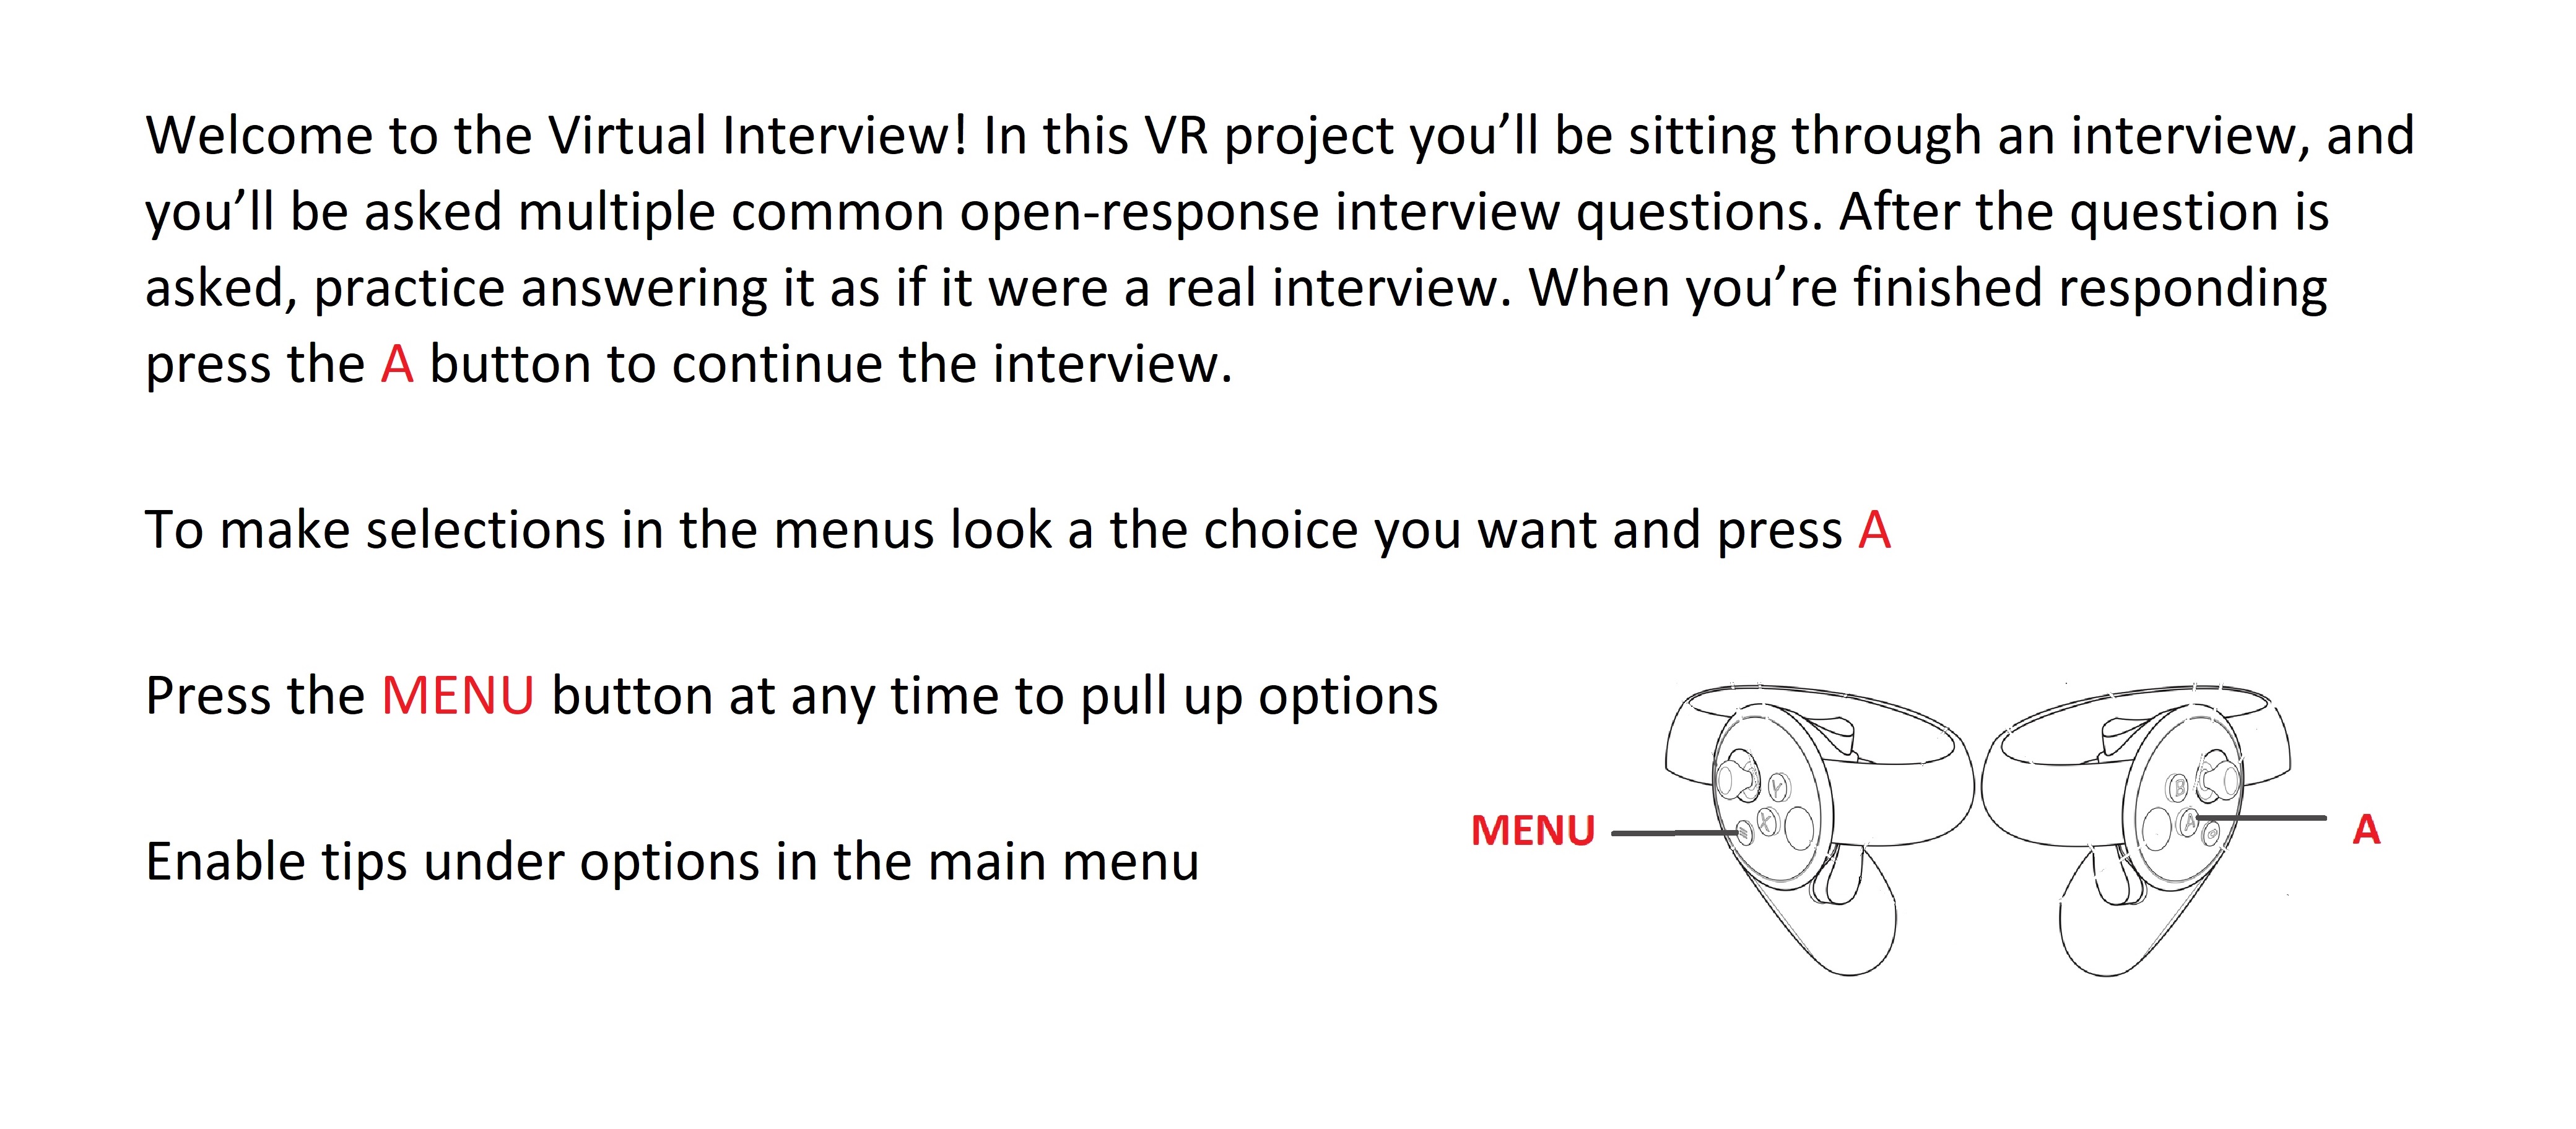 Welcome to the Virtual Interview! In this VR project you’ll be sitting through an interview, and
you’ll be asked multiple common open-response interview questions. After the question is
asked, practice answering it as if it were a real interview. When you’re finished responding
press the A button to continue the interview.
To make selections in the menus look a the choice you want and press A
Press the MENU button at any time to pull up options
Enable tips under options in the main menu
MENU
Y
X
B
A
A